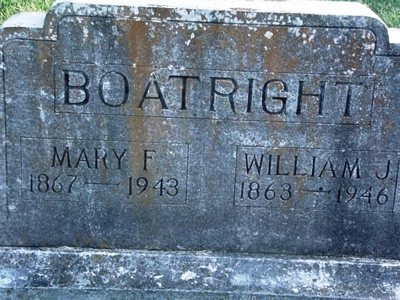 BOATRIGHT
MARY F.
1867 — 1943
WILLIAM J.
1863 — 1946